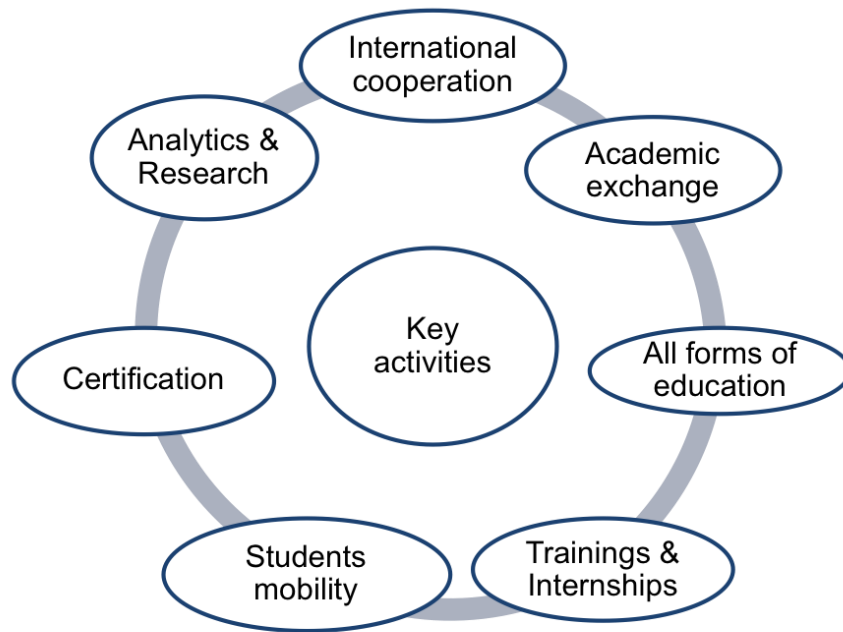 International
cooperation
Academic
exchange
All forms of
education
Trainings &
Internships
Students
mobility
Certification
Analytics &
Research
Key
activities